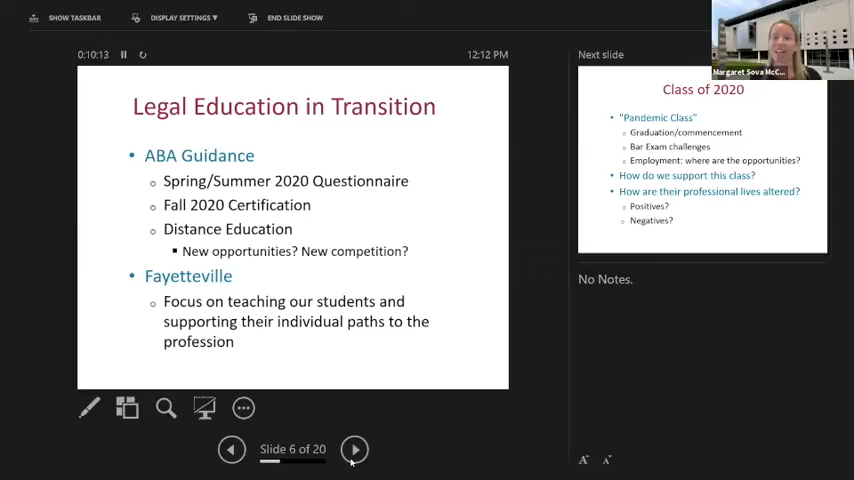 SHOW TASKBAR
DISPLAY SETTINGS ▼
END SLIDE SHOW
0:10:13
12:12 PM
Legal Education in Transition
• ABA Guidance
o Spring/Summer 2020 Questionnaire
o Fall 2020 Certification
o Distance Education
▪ New opportunities? New competition?
• Fayetteville
o Focus on teaching our students and
supporting their individual paths to the
profession
Slide 6 of 20
Next slide
Margaret Sova McC...
Class of 2020
• "Pandemic Class"
o Graduation/commencement
o Bar Exam challenges
o Employment: where are the opportunities?
• How do we support this class?
• How are their professional lives altered?
o Positives?
o Negatives?
No Notes.
A A